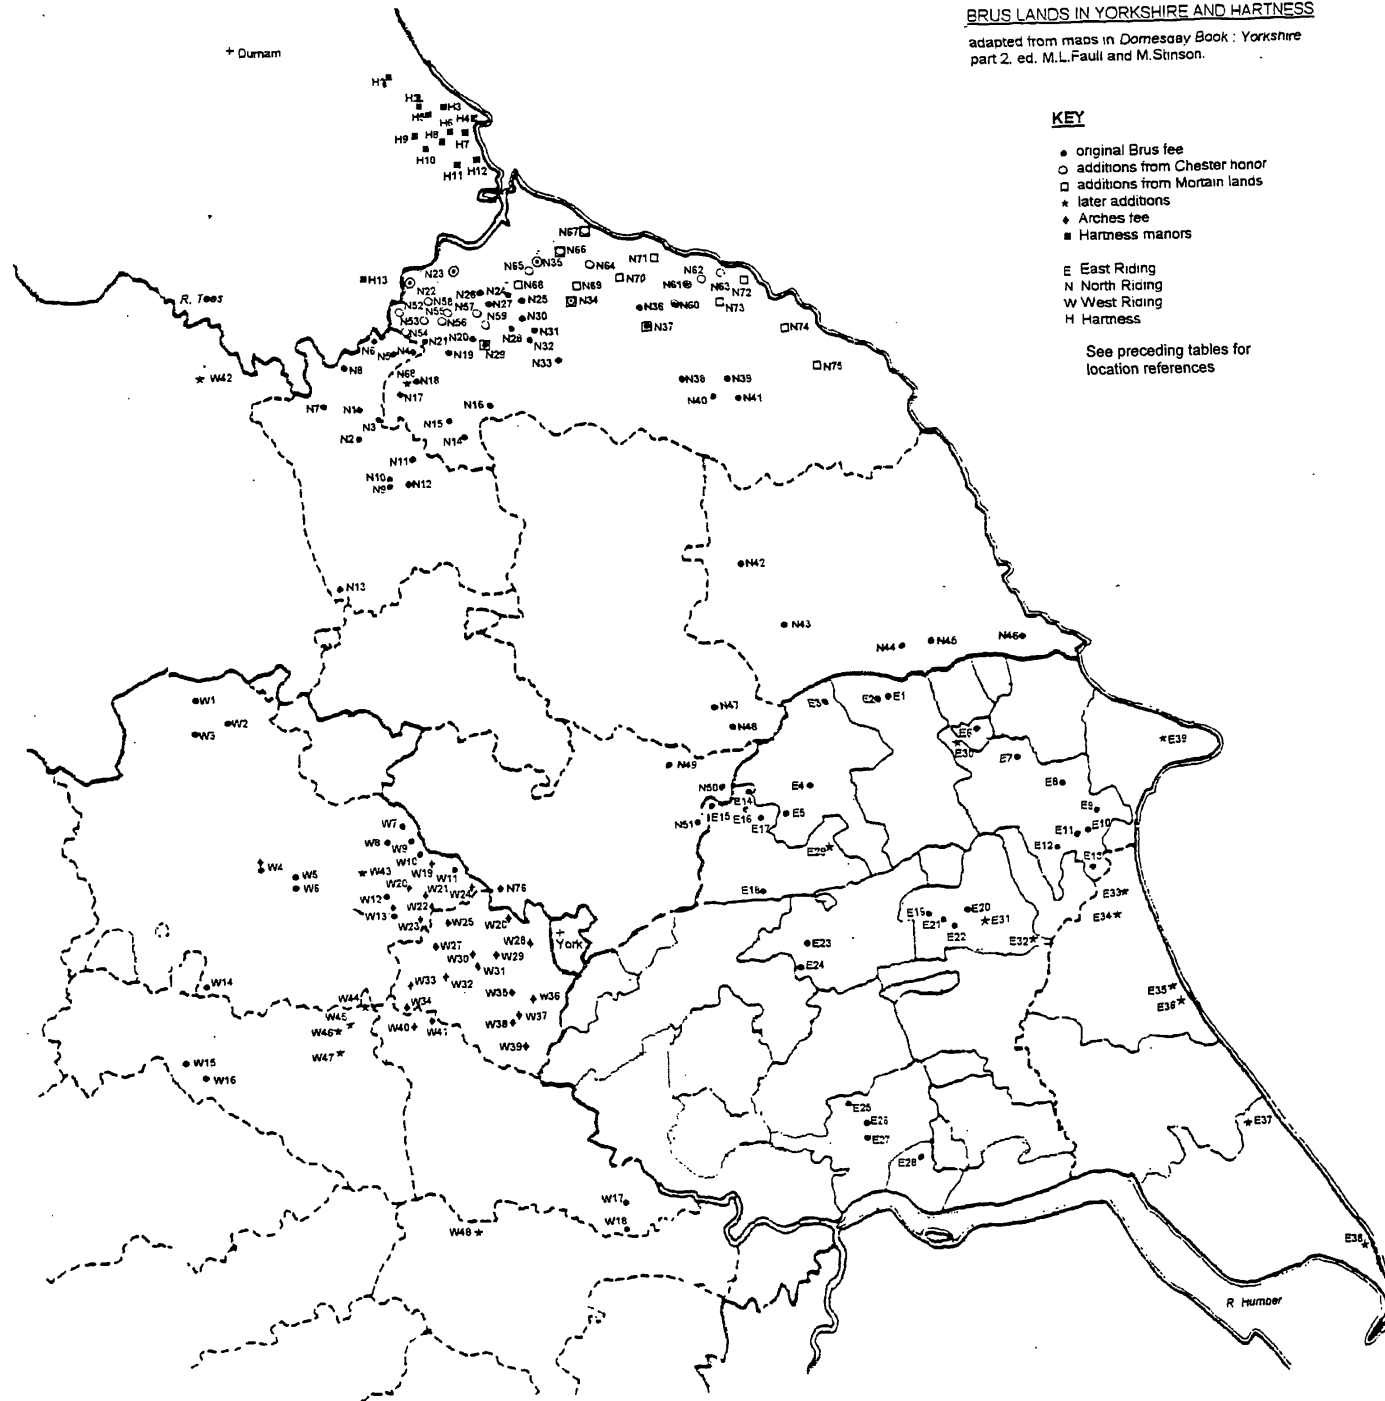 BRUS LANDS IN YORKSHIRE AND HARTNESS
adapted from maps in Domesday Book : Yorkshire
part 2, ed. M.L.Faull and M.Stinson.
KEY
original Brus fee
additions from Chester honor
additions from Mortain lands
later additions
Arches fee
Hartness manors
E East Riding
N North Riding
W West Riding
H Hartness
See preceding tables for
location references
Durnam
H1
H2
H3
H5
H4
H6
H9
H8
H7
H10
H11
H12
H13
R. Tees
N67
N66
N71
N65
N35
N64
N62
N23
N70
N61
N63
N72
N22
N26
N24
N68
N69
N52
N58
N27
N25
N34
N36
N60
N73
N55
N57
N53
N56
N59
N30
N37
N74
N54
N28
N31
N6
N21
N20
N32
N5
N4
N19
N29
N33
N75
N8
W42
N68
N18
N38
N39
N17
N40
N41
N7
N1
N16
N3
N15
N2
N14
N11
N10
N9
N12
N42
N13
N43
N44
N45
N46
W1
W2
W3
N47
N48
E3
E2
E1
E6
E30
E39
N49
E7
N50
E4
E8
E14
E15
E16
E5
E9
N51
E17
E10
E11
W7
W8
W9
E29
E12
W10
E13
W4
W19
W11
W5
W43
W6
W20
W21
W24
N76
E18
E33
W12
W22
E19
E20
E34
W13
W23
W25
W26
E21
E31
E22
E32
York
W27
W28
E23
W30
W29
W31
E24
W14
W33
W32
E35
W44
W35
W36
E36
W34
W45
W37
W46
W40
W41
W38
W47
W39
W15
W16
E25
E26
E37
E27
E28
W17
W18
W48
E38
R Humber